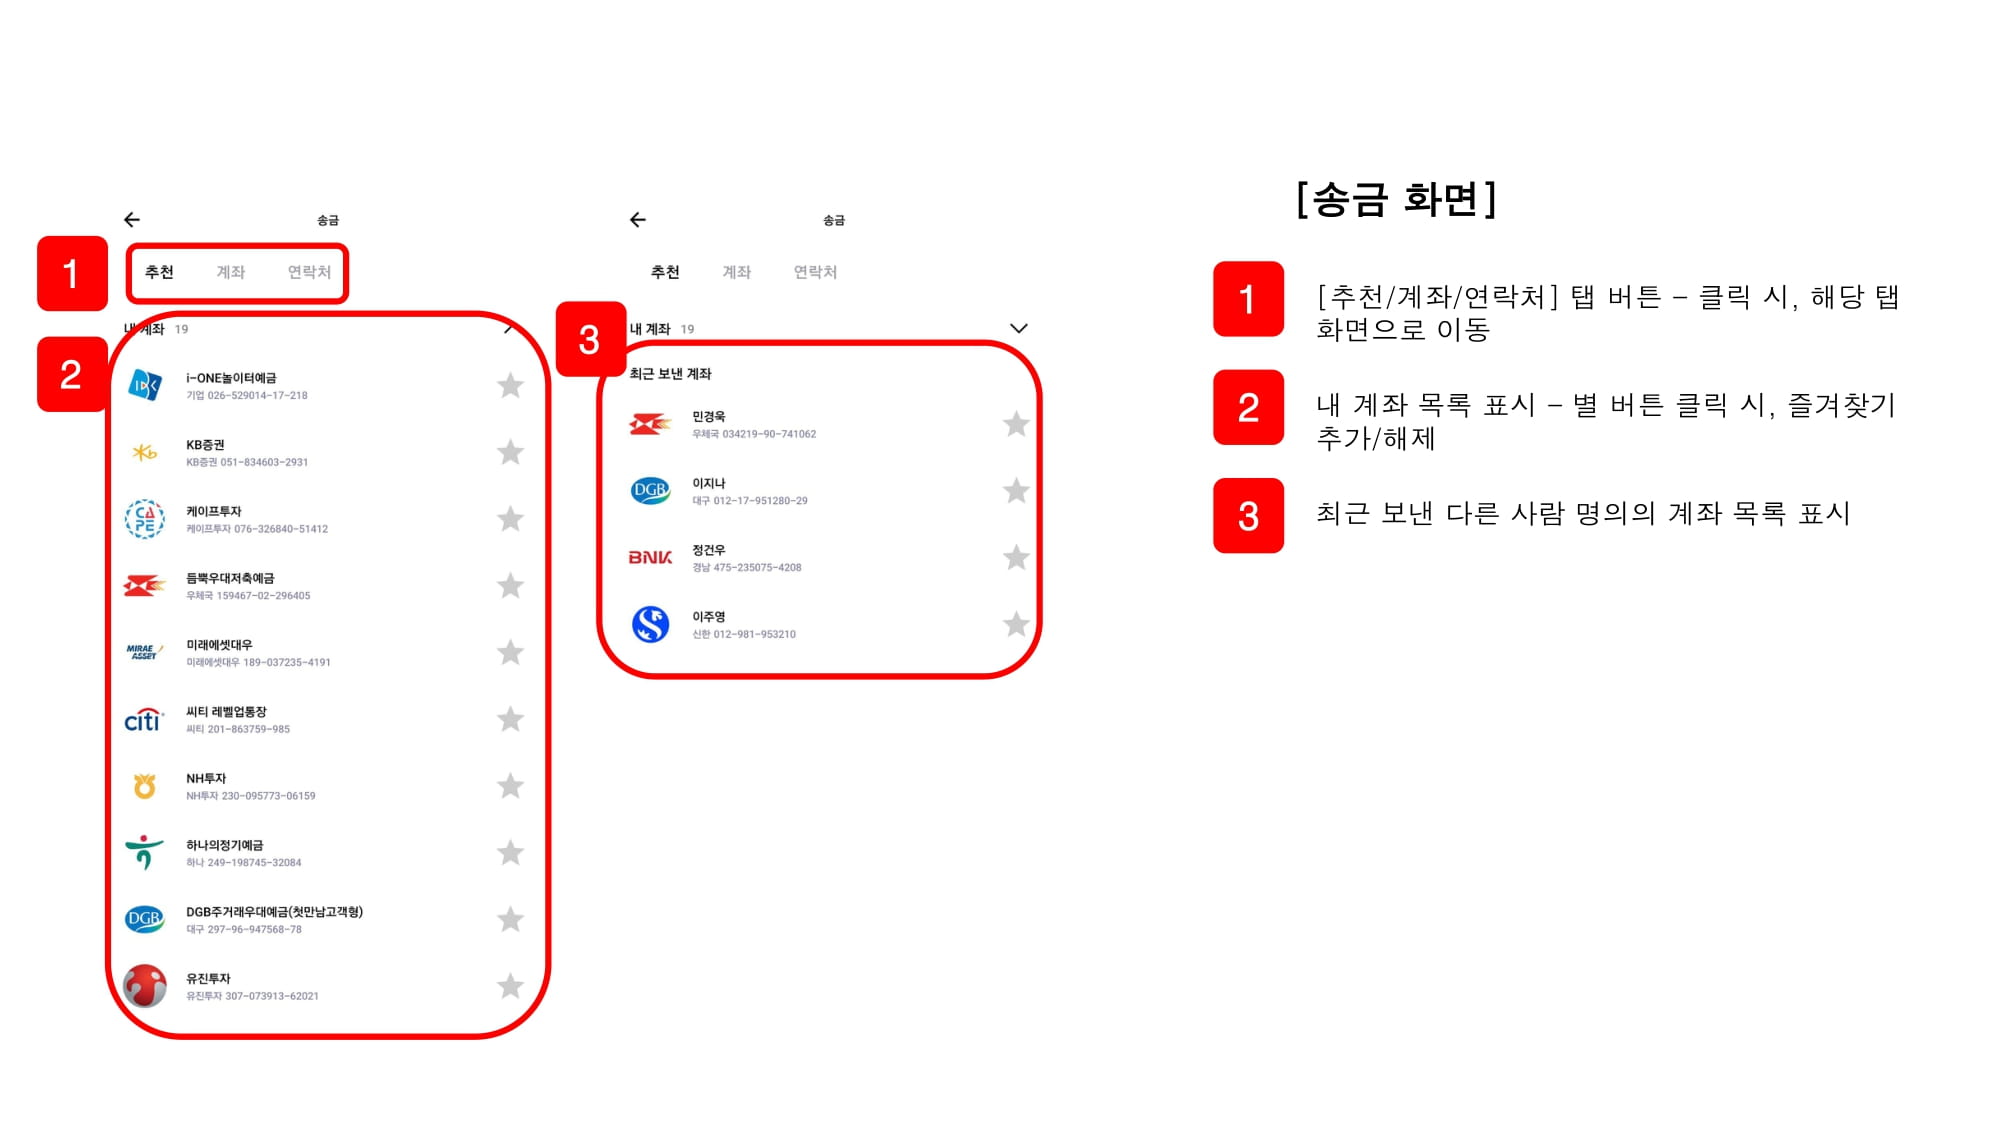 송금
1
추천 계좌 연락처
내 계좌 19
2
i-ONE놀이터예금
기업 026-529014-17-218
KB증권
KB증권 051-834603-2931
CAPE
케이프투자
케이프투자 076-326840-51412
듬뿍우대저축예금
우체국 159467-02-296405
MIRAE ASSET
미래에셋대우
미래에셋대우 189-037235-4191
citi
씨티 레벨업통장
씨티 201-863759-985
NH투자
NH투자 230-095773-06159
하나의정기예금
하나 249-198745-32084
DGB
DGB주거래우대예금(첫만남고객형)
대구 297-96-947568-78
유진투자
유진투자 307-073913-62021
송금
추천 계좌 연락처
3
내 계좌 19
최근 보낸 계좌
민경욱
우체국 034219-90-741062
DGB
이지나
대구 012-17-951280-29
BNK
정건우
경남 475-235075-4208
이주영
신한 012-981-953210
[송금 화면]
1
[추천/계좌/연락처] 탭 버튼 – 클릭 시, 해당 탭
화면으로 이동
2
내 계좌 목록 표시 – 별 버튼 클릭 시, 즐겨찾기
추가/해제
3
최근 보낸 다른 사람 명의의 계좌 목록 표시